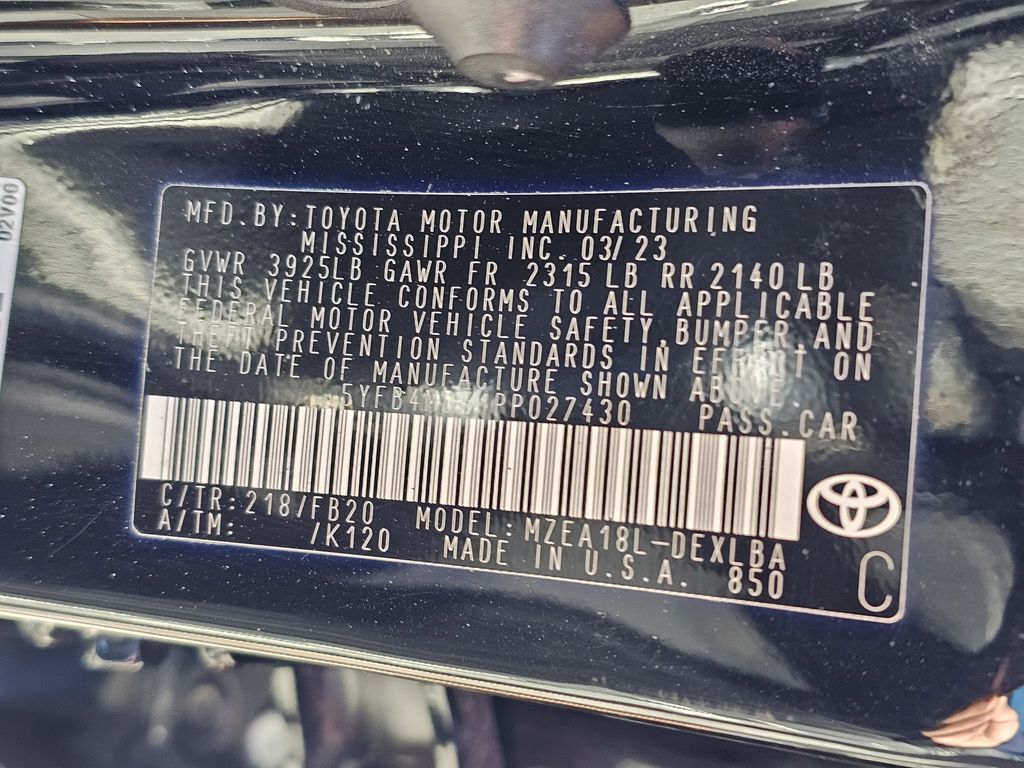 02V00
MFD.BY:TOYOTA MOTOR MANUFACTURING
MISSISSIPPI INC. 03/23
GVWR 3925LB GAWR FR 2315 LB RR 2140 LB
THIS VEHICLE CONFORMS TO ALL APPLICABLE
FEDERAL MOTOR VEHICLE SAFETY,BUMPER,AND
THEFT PREVENTION STANDARDS IN EFFECT ON
THE DATE OF MANUFACTURE SHOWN ABOVE.
PASS CAR
C/TR:218/FB20 MODEL:MZEA18L-DEXLBA
A/TM: /K120 MADE IN U.S.A. 850
C